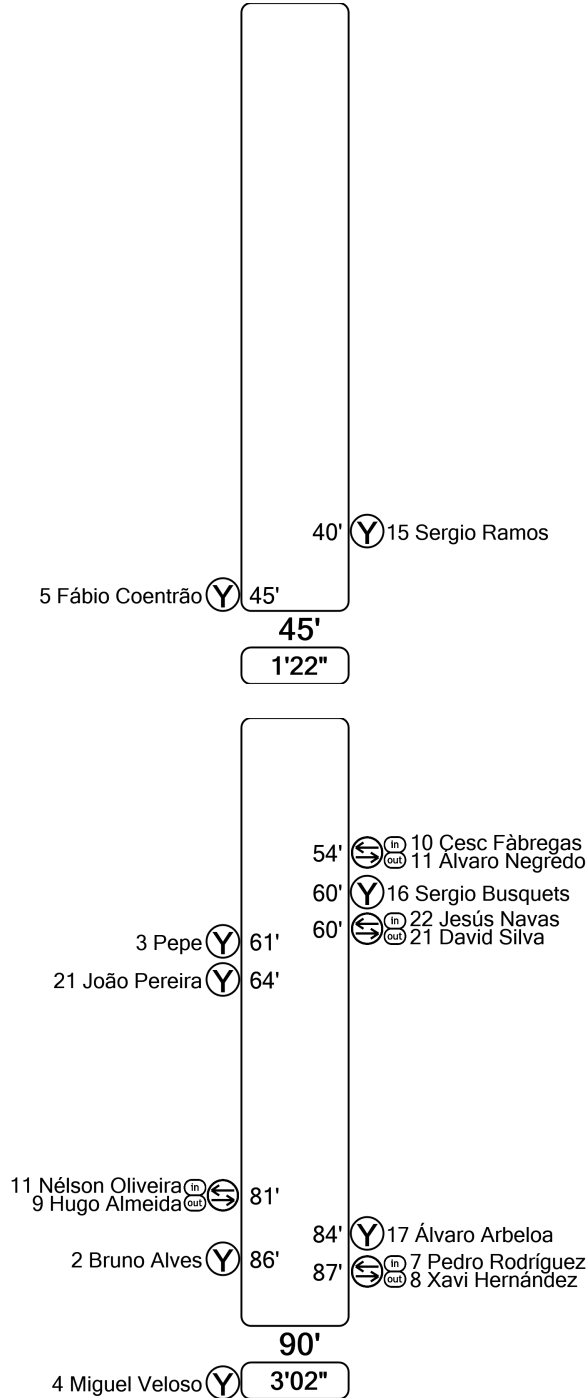 40' Y 15 Sergio Ramos
5 Fábio Coentrão Y 45'
45'
1'22"
54' in 10 Cesc Fàbregas
out 11 Álvaro Negredo
60' Y 16 Sergio Busquets
60' in 22 Jesús Navas
out 21 David Silva
3 Pepe Y 61'
21 João Pereira Y 64'
11 Nélson Oliveira in
9 Hugo Almeida out 81'
84' Y 17 Álvaro Arbeloa
2 Bruno Alves Y 86'
87' in 7 Pedro Rodríguez
out 8 Xavi Hernández
90'
4 Miguel Veloso Y 3'02"